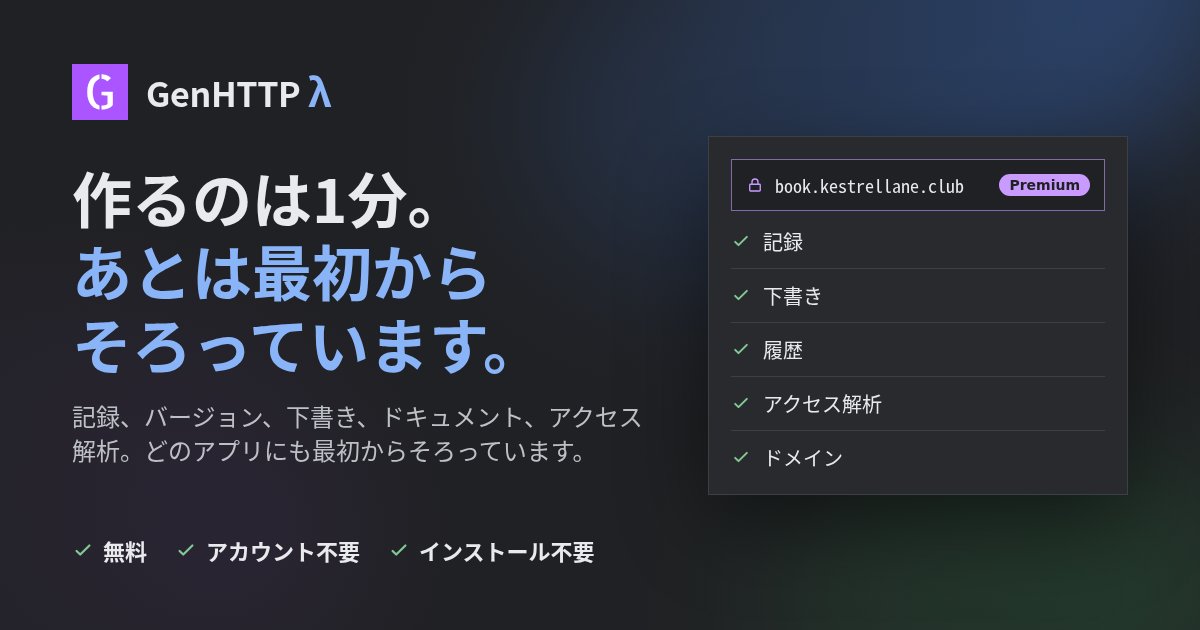 G GenHTTP λ
作るのは1分。
あとは最初から
そろっています。
記録、バージョン、下書き、ドキュメント、アクセス
解析。どのアプリにも最初からそろっています。
無料 アカウント不要 インストール不要
book.kestrellane.club Premium
記録
下書き
履歴
アクセス解析
ドメイン